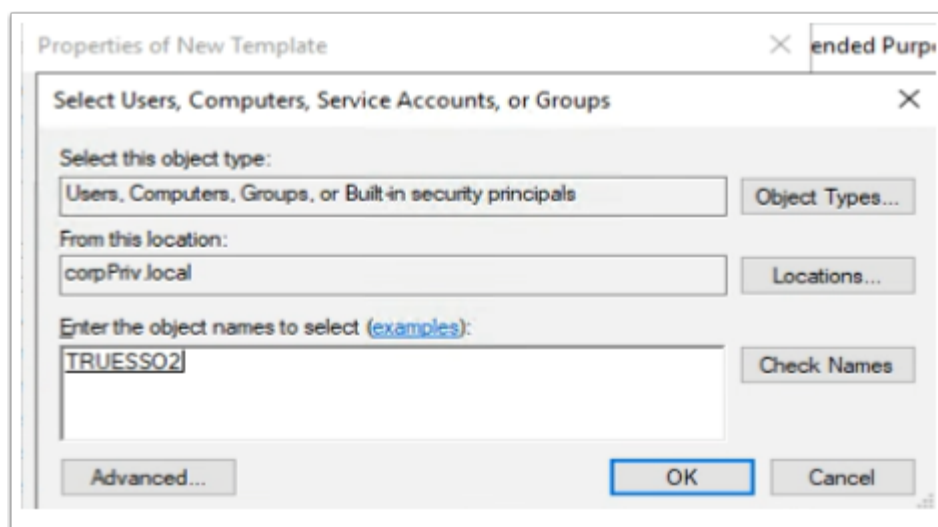 Properties of New Template
ended Purp
Select Users, Computers, Service Accounts, or Groups
Select this object type:
Users, Computers, Groups, or Built-in security principals
Object Types...
From this location:
corpPriv.local
Locations...
Enter the object names to select (examples):
TRUESSO2
Check Names
Advanced...
OK
Cancel